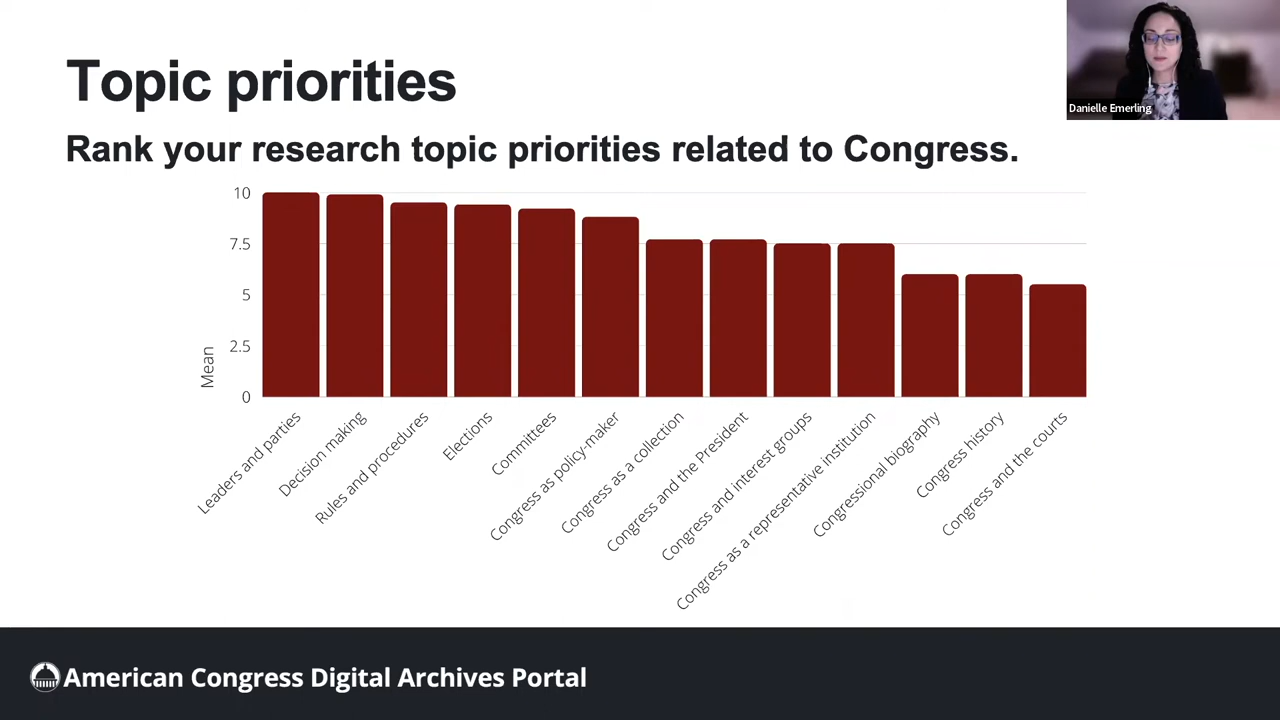 Topic priorities
Danielle Emerling
Rank your research topic priorities related to Congress.
10
7.5
5
2.5
0
Mean
Leaders and parties
Decision making
Rules and procedures
Elections
Committees
Congress as policy-maker
Congress as a collection
Congress and the President
Congress and interest groups
Congress as a representative institution
Congressional biography
Congress history
Congress and the courts
American Congress Digital Archives Portal